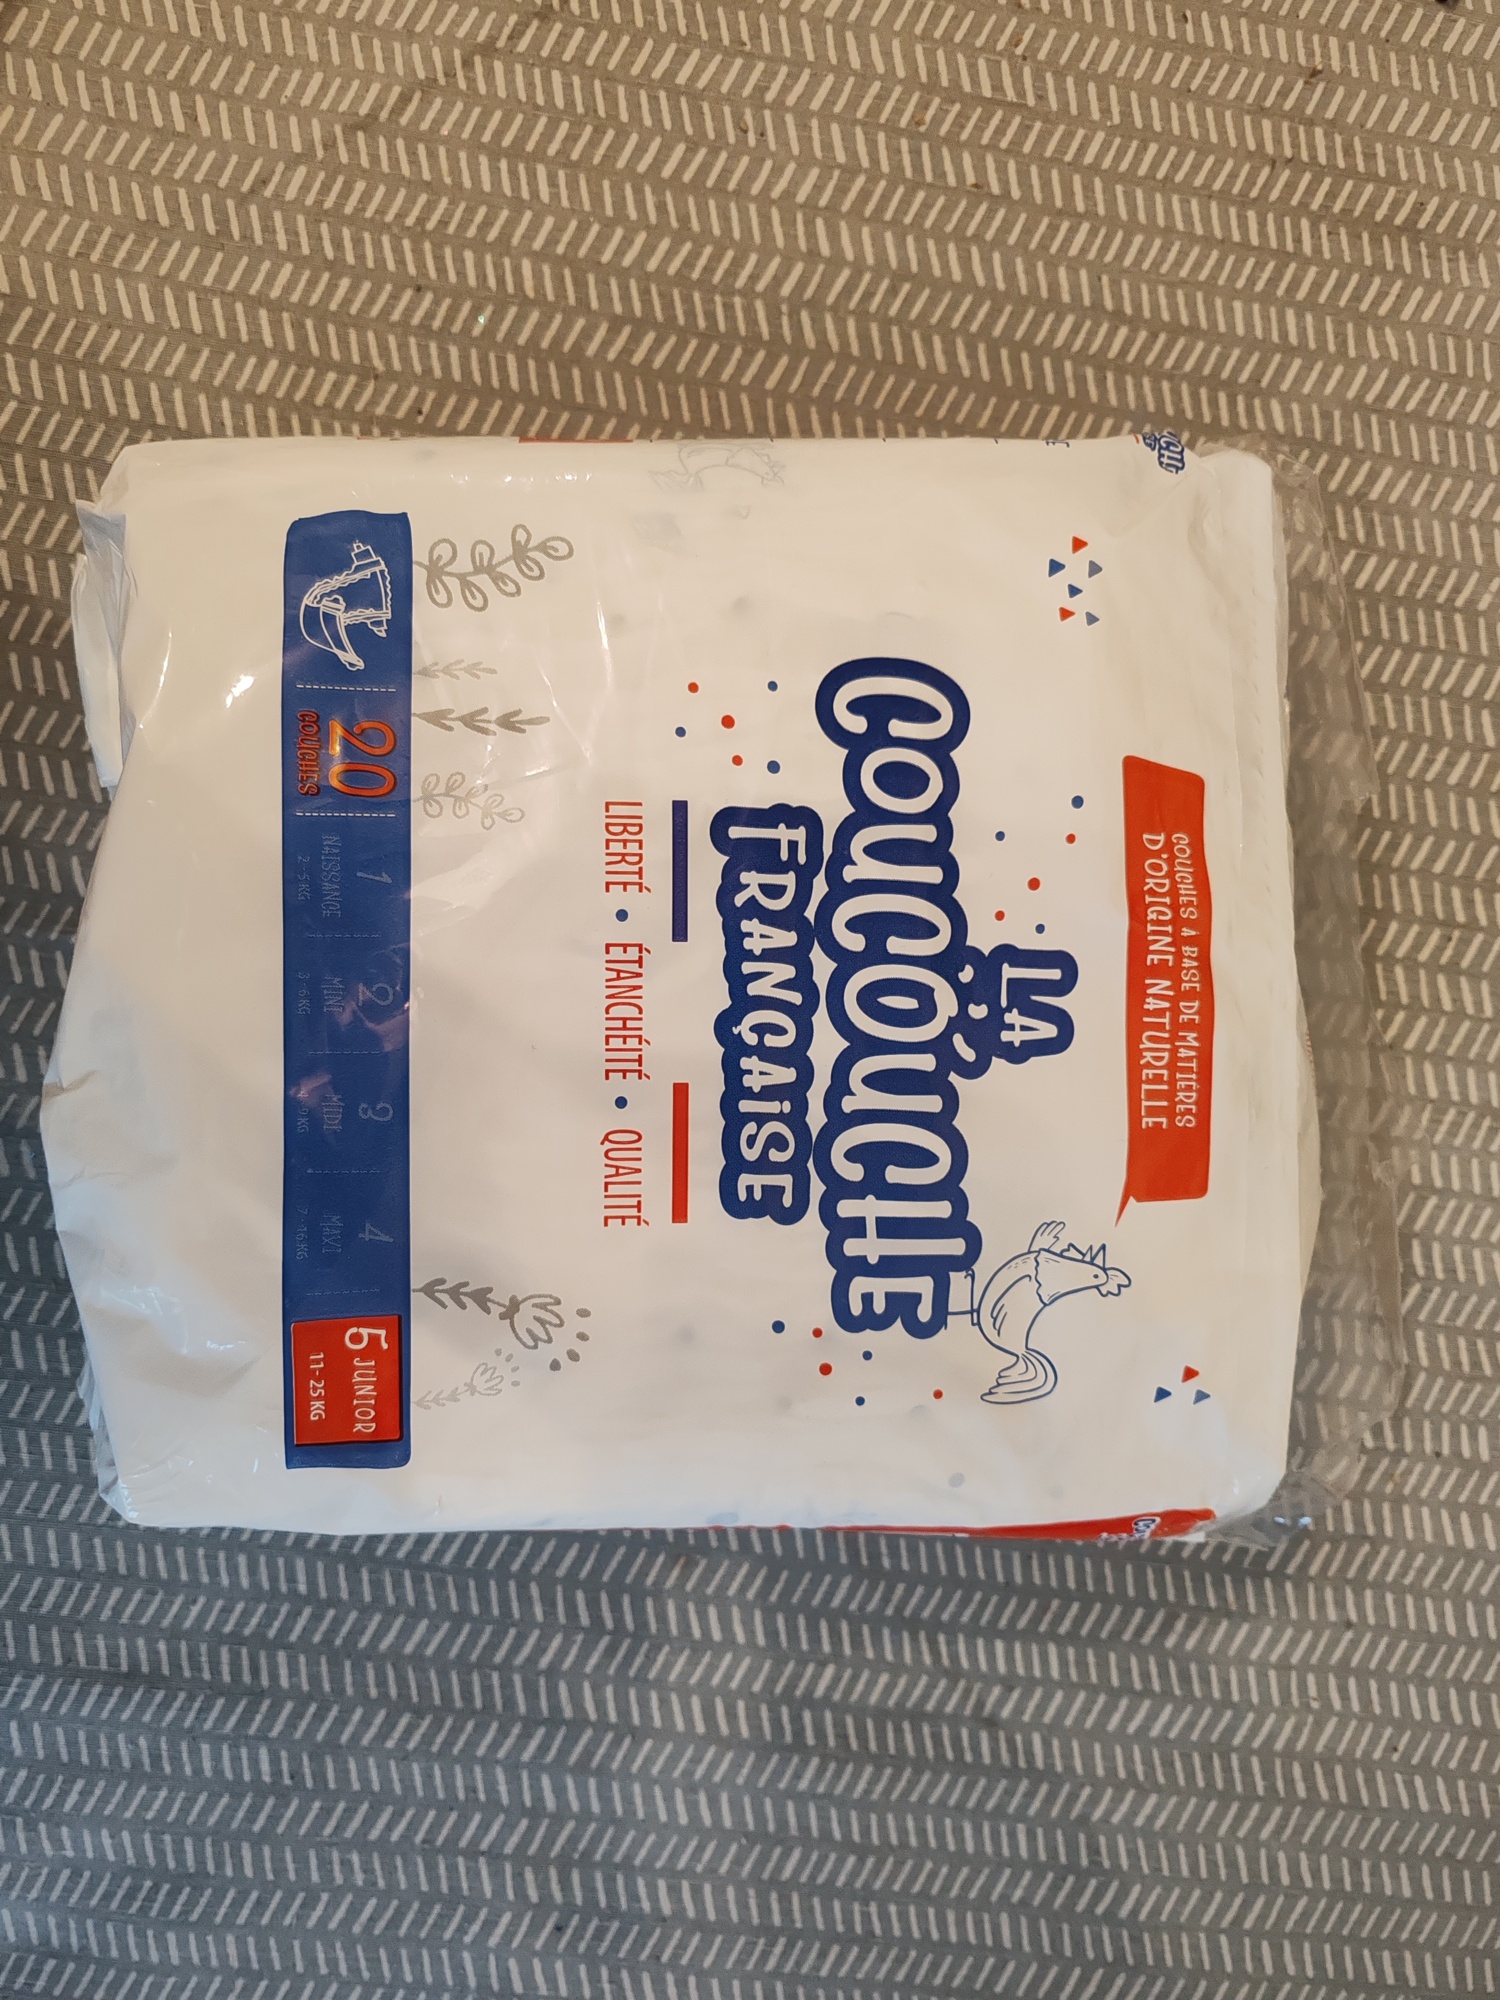 COUCHES À BASE DE MATIÈRES
D'ORIGINE NATURELLE
LA
COUCOUCHE
FRANÇAISE
LIBERTÉ • ÉTANCHÉITÉ • QUALITÉ
20
COUCHES
1
NAISSANCE
2-5 KG
2
MINI
3-6 KG
3
MIDI
4-9 KG
4
MAXI
7-16 KG
5 JUNIOR
11-25 KG